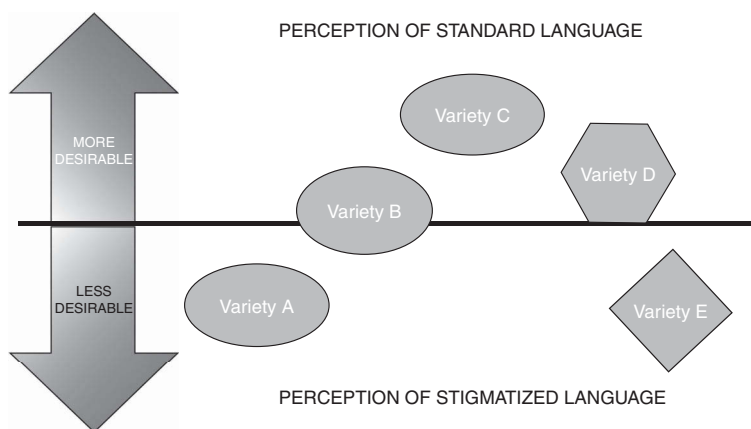 PERCEPTION OF STANDARD LANGUAGE
Variety C
MORE
DESIRABLE
Variety D
Variety B
LESS
DESIRABLE
Variety A
Variety E
PERCEPTION OF STIGMATIZED LANGUAGE